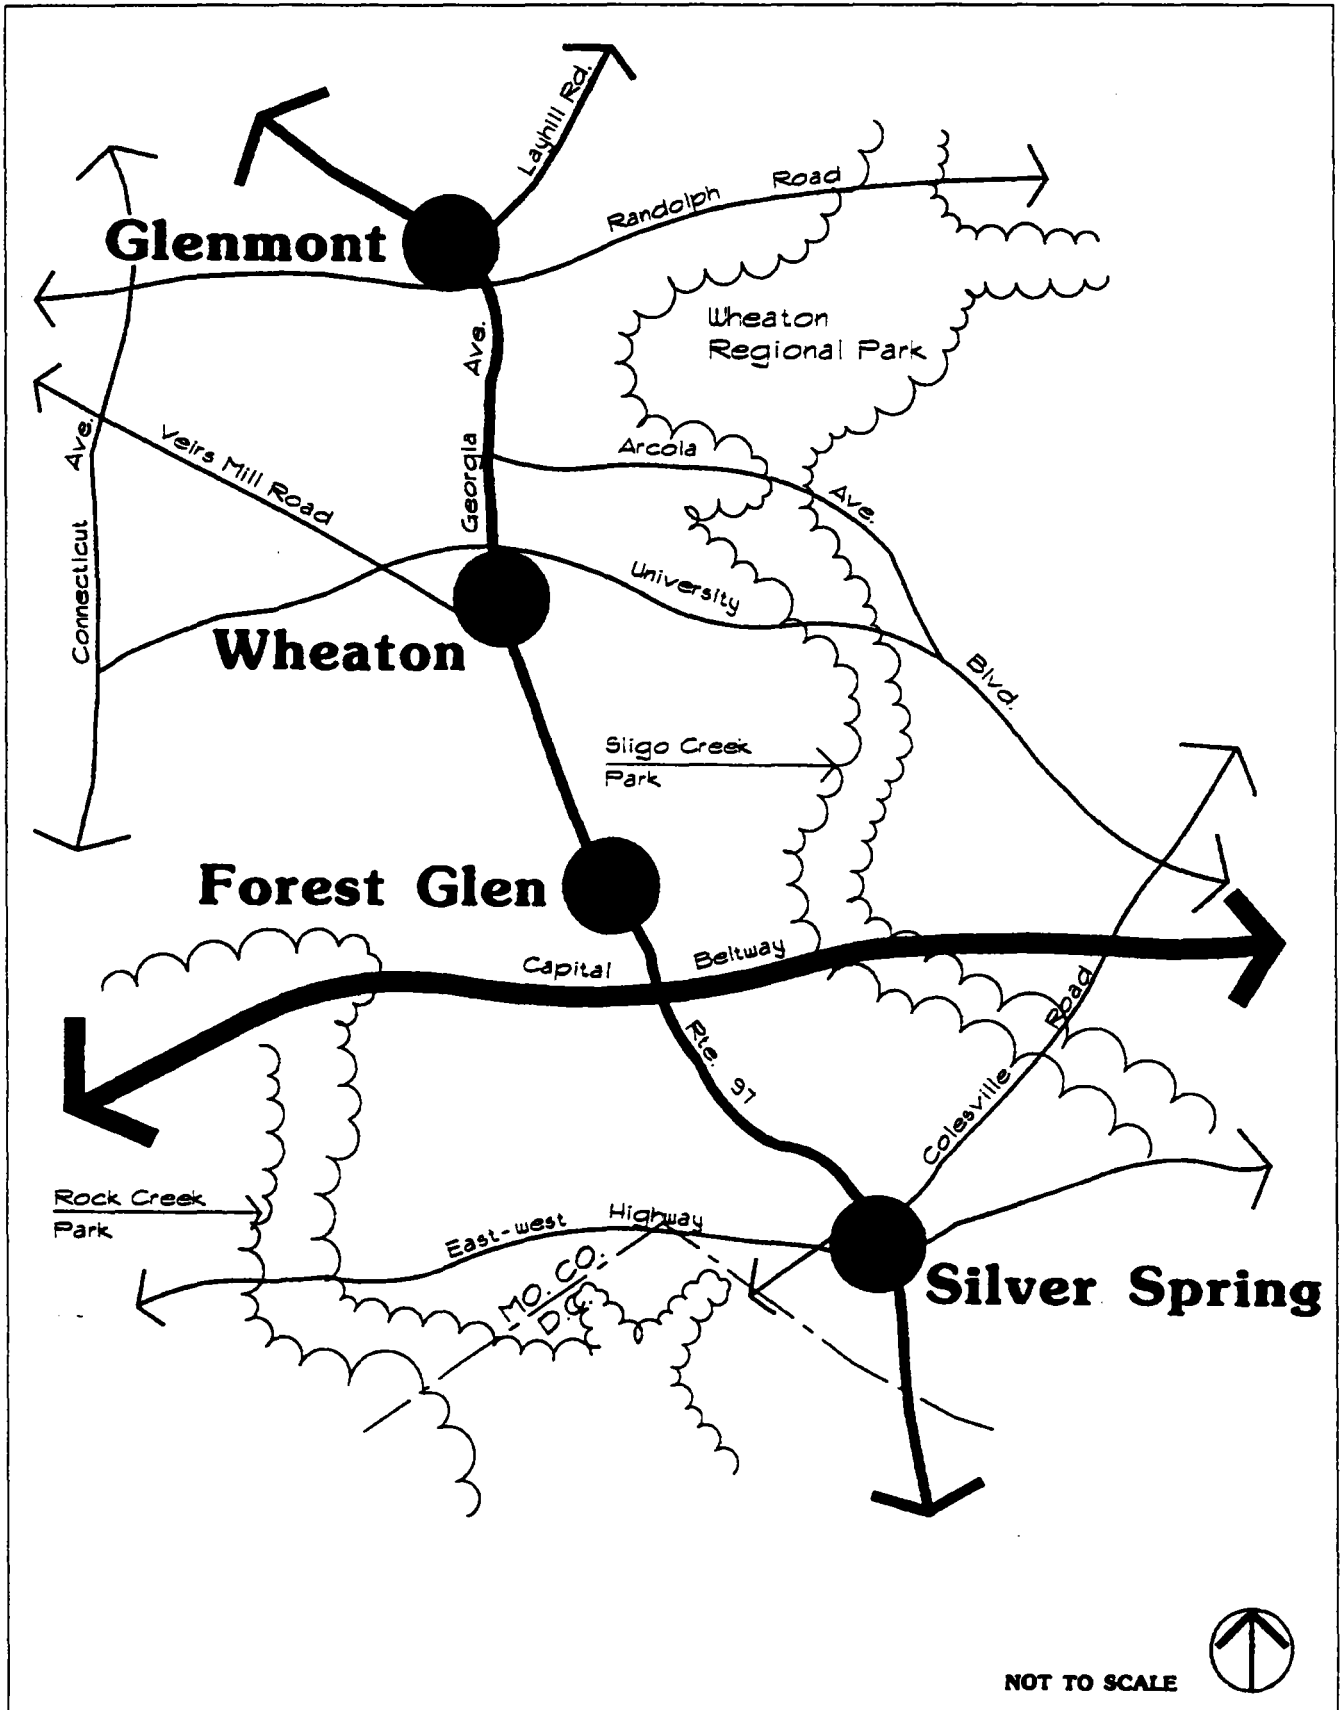 Layhill Rd.
Randolph Road
Glenmont
Wheaton
Regional Park
Georgia Ave.
Connecticut Ave.
Veirs Mill Road
Arcola Ave.
University Blvd.
Wheaton
Sligo Creek
Park
Forest Glen
Capital Beltway
Rte. 97
Colesville Road
Rock Creek
Park
East-west Highway
MO. CO.
D.C.
Silver Spring
NOT TO SCALE